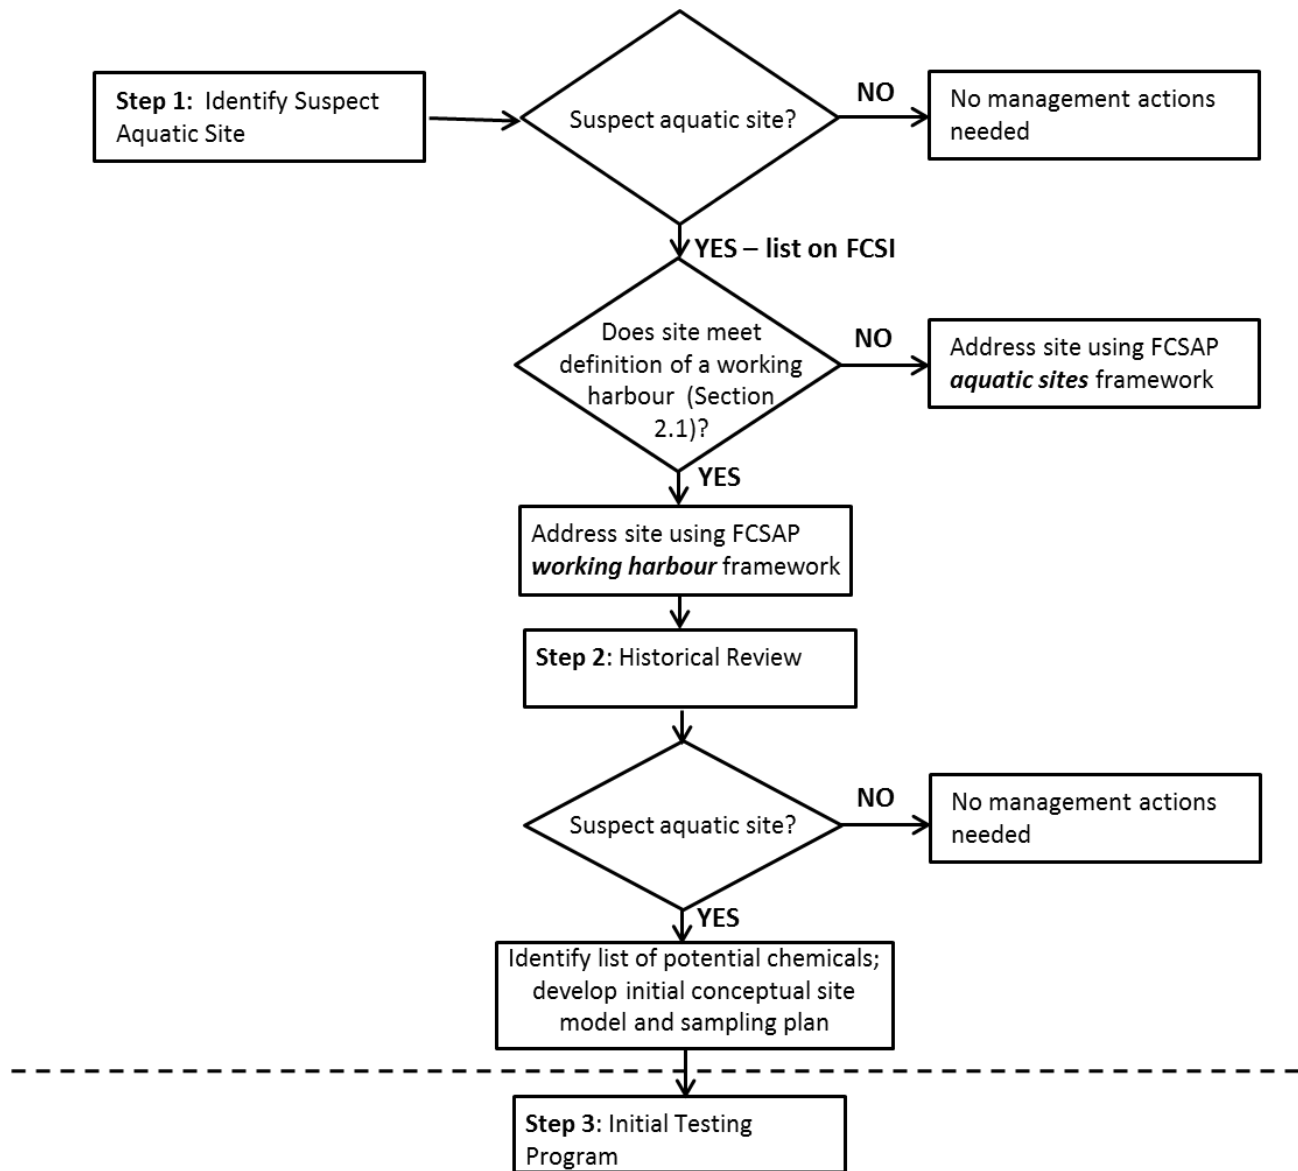 Step 1: Identify Suspect
Aquatic Site
Suspect aquatic site?
NO
No management actions
needed
YES – list on FCSI
Does site meet
definition of a working
harbour (Section
2.1)?
NO
Address site using FCSAP
aquatic sites framework
YES
Address site using FCSAP
working harbour framework
Step 2: Historical Review
Suspect aquatic site?
NO
No management actions
needed
YES
Identify list of potential chemicals;
develop initial conceptual site
model and sampling plan
Step 3: Initial Testing
Program